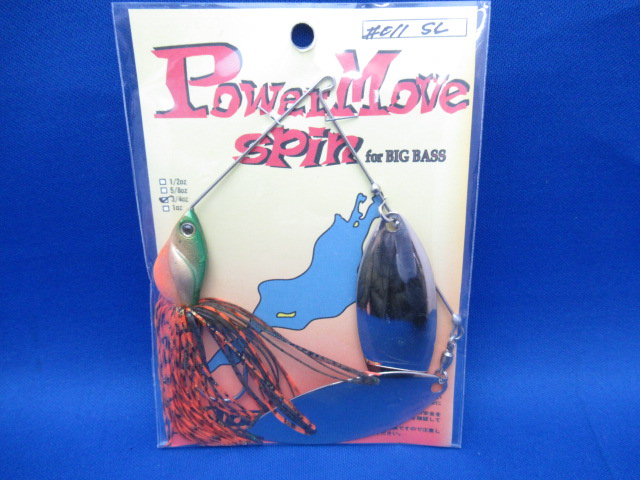 #011 SL
PowerMove
spin
for BIG BASS
1/2oz
5/8oz
3/4oz
1oz